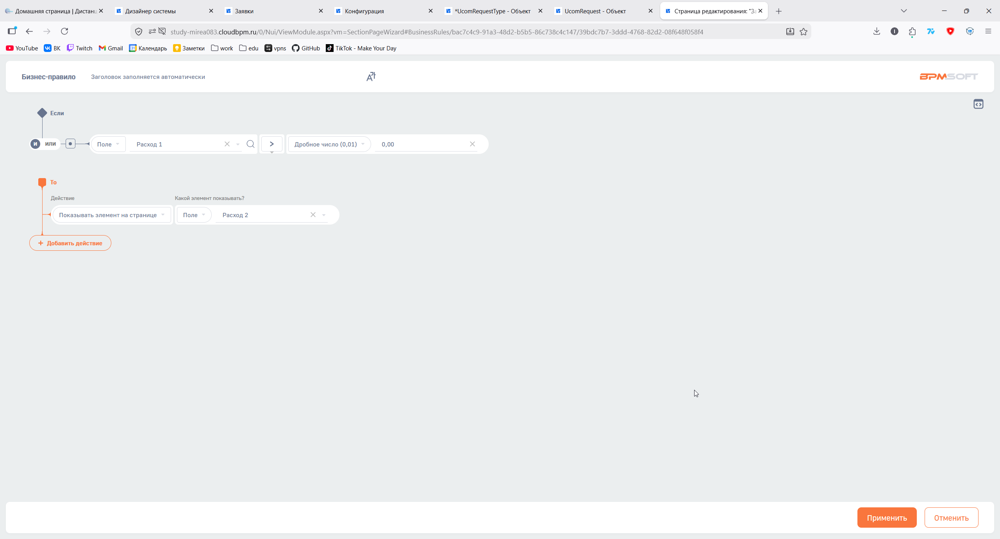 Домашняя страница | Дистанц
Дизайнер системы
Заявки
Конфигурация
*UcomRequestType - Объект
UcomRequest - Объект
Страница редактирования: "За
study-mirea083.cloudbpm.ru/0/Nui/ViewModule.aspx?vm=SectionPageWizard#BusinessRules/bac7c4c9-91a3-48d2-b5b5-86c738c4c147/39bdc7b7-3ddd-4768-82d2-08f648f058f4
YouTube
ВК
Twitch
Gmail
31
Календарь
Заметки
work
edu
vpns
GitHub
TikTok - Make Your Day
Бизнес-правило
Заголовок заполняется автоматически
BPMSOFT
Если
И ИЛИ
Поле
Расход 1
>
Дробное число (0,01)
0,00
То
Действие
Какой элемент показывать?
Показывать элемент на странице
Поле
Расход 2
+ Добавить действие
Применить
Отменить